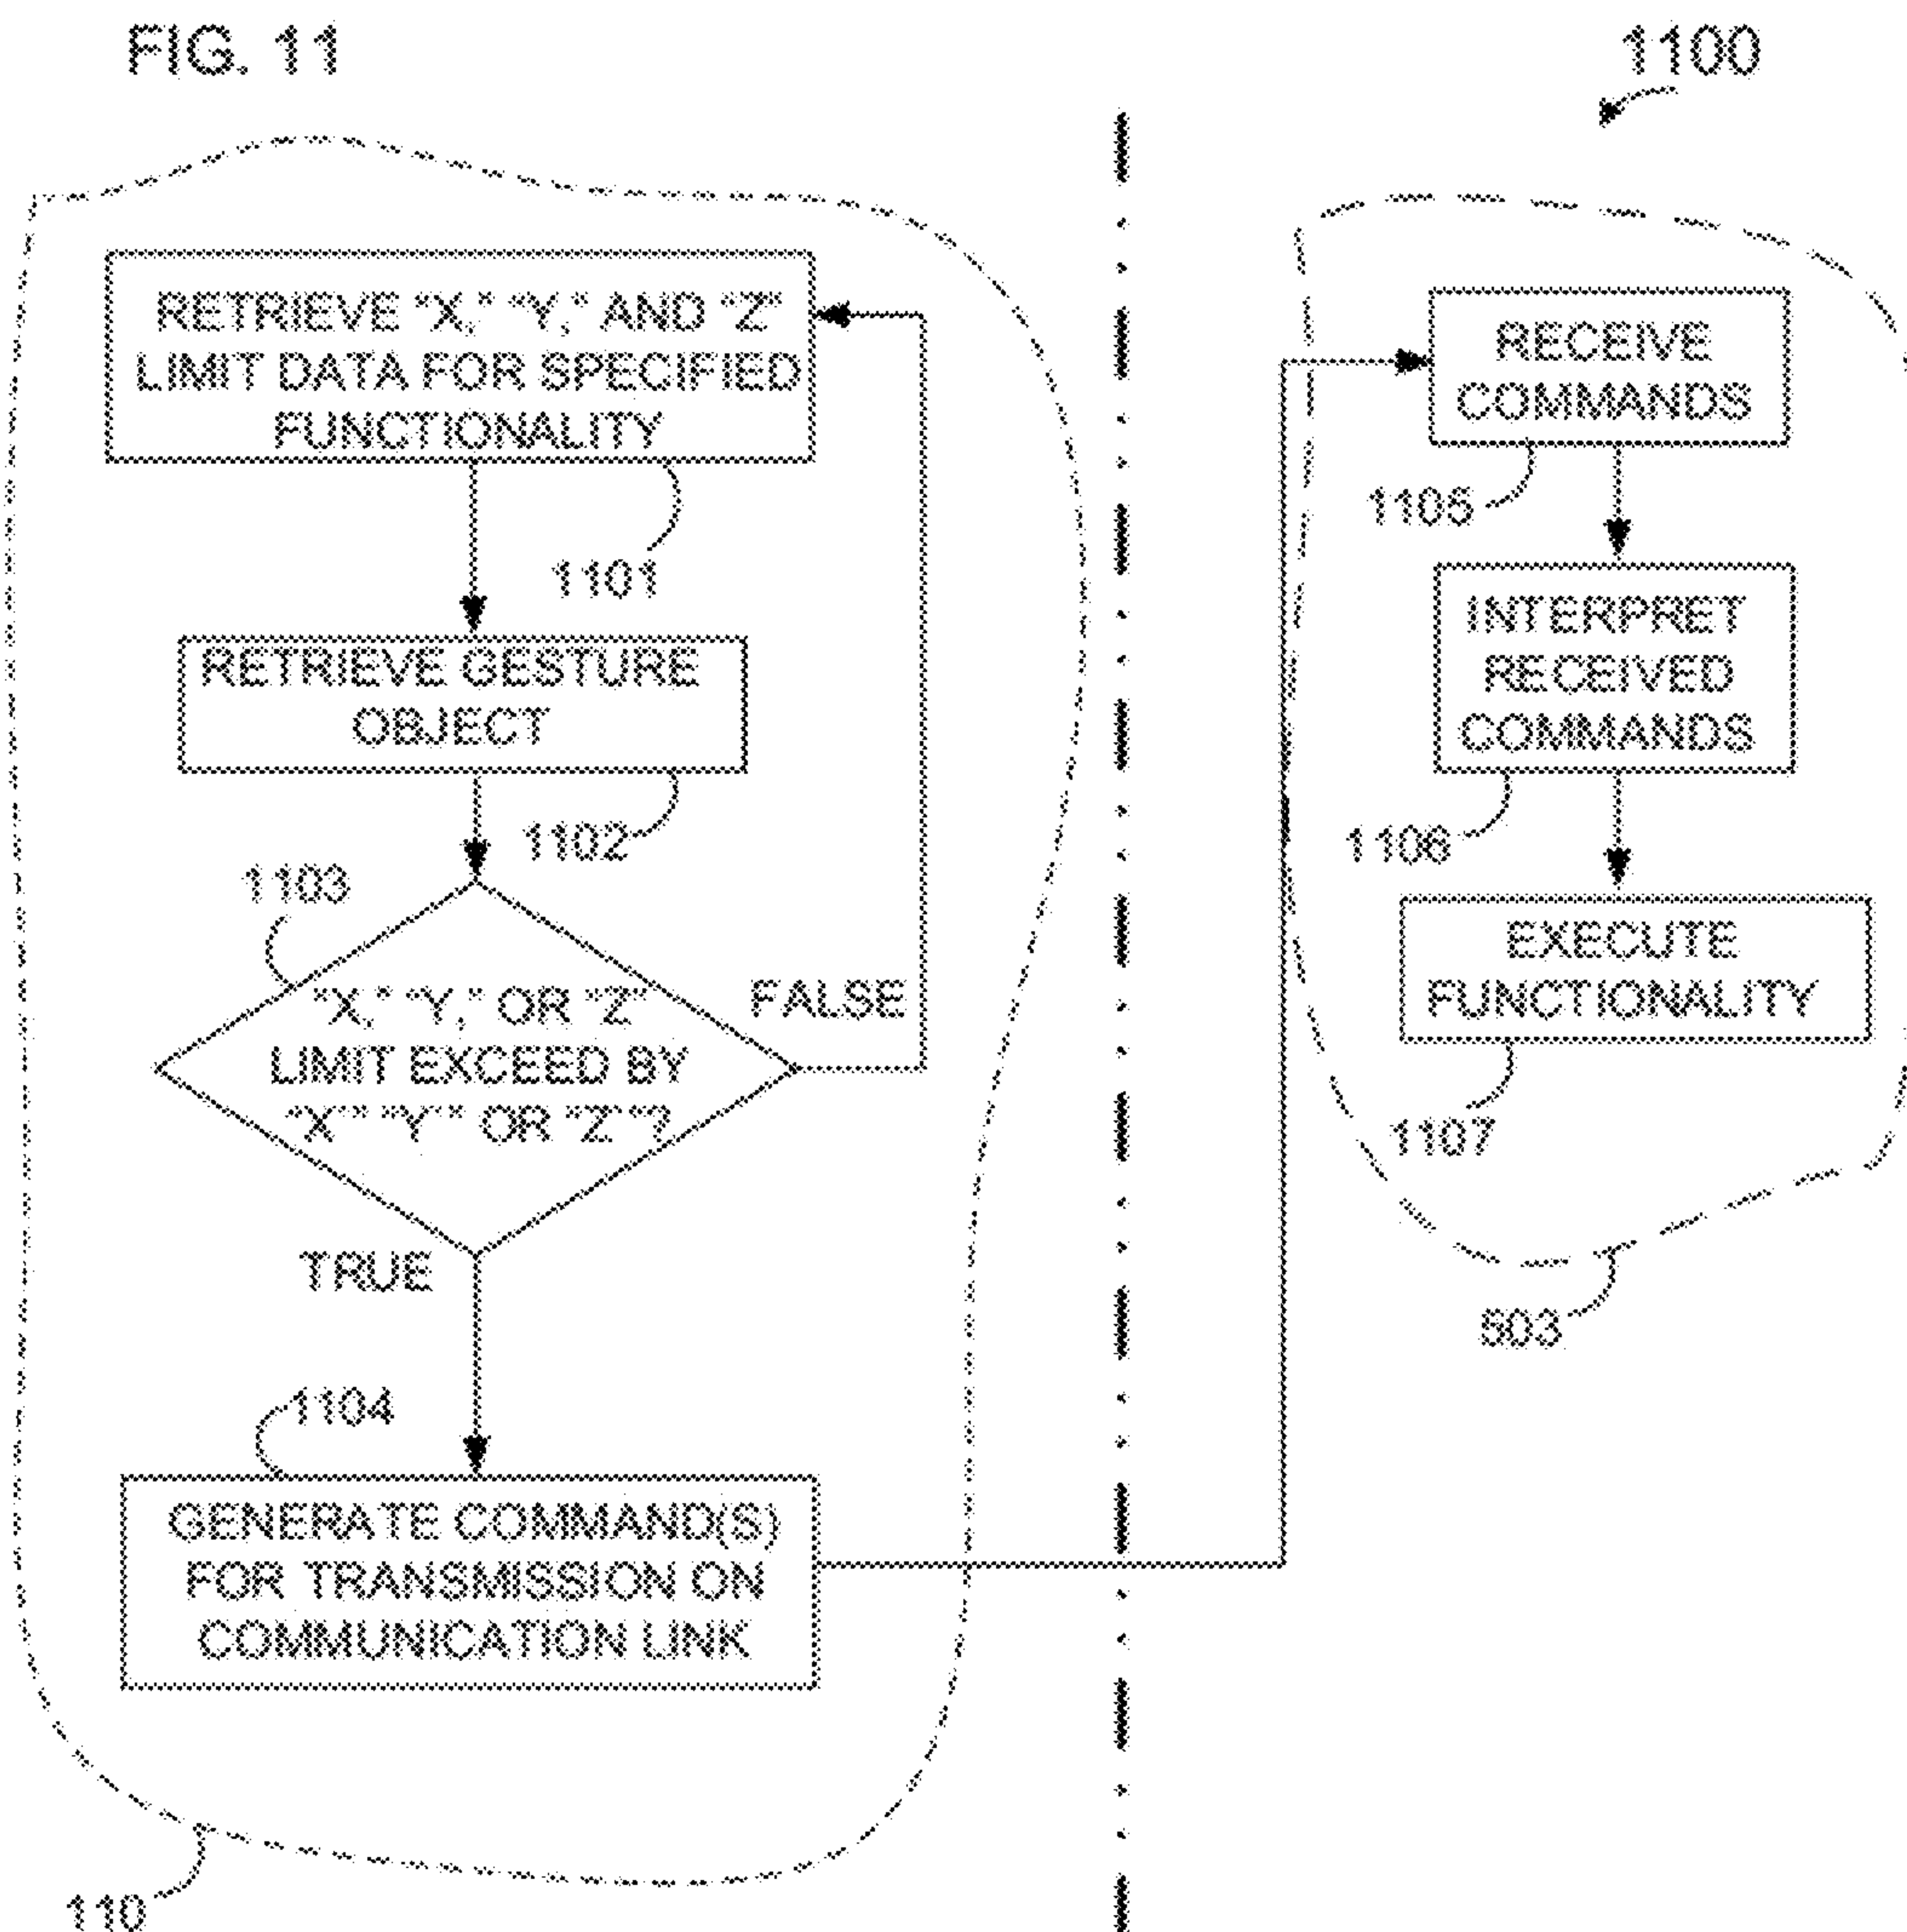 FIG. 11
1100
RETRIEVE "X," "Y," AND "Z"
LIMIT DATA FOR SPECIFIED
FUNCTIONALITY
1101
RETRIEVE GESTURE
OBJECT
1102
1103
"X," "Y," OR "Z"
LIMIT EXCEED BY
"X'" "Y'" OR "Z'"?
FALSE
TRUE
1104
GENERATE COMMAND(S)
FOR TRANSMISSION ON
COMMUNICATION LINK
110
RECEIVE
COMMANDS
1105
INTERPRET
RECEIVED
COMMANDS
1106
EXECUTE
FUNCTIONALITY
1107
503